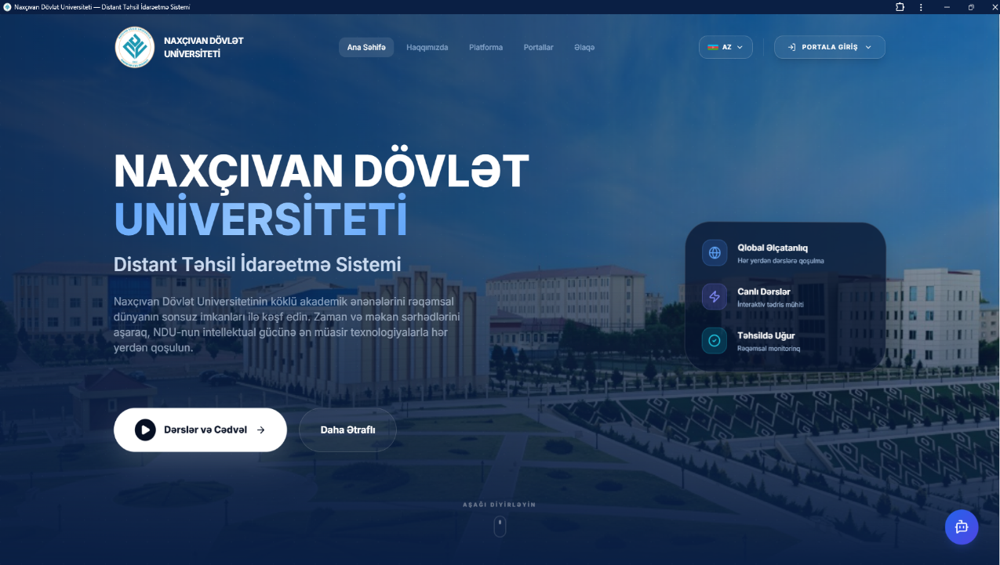 Naxçıvan Dövlət Universiteti — Distant Təhsil İdarəetmə Sistemi
NAXÇIVAN DÖVLƏT
UNİVERSİTETİ
Ana Səhifə
Haqqımızda
Platforma
Portallar
Əlaqə
AZ
PORTALA GİRİŞ
NAXÇIVAN DÖVLƏT
UNİVERSİTETİ
Distant Təhsil İdarəetmə Sistemi
Naxçıvan Dövlət Universitetinin köklü akademik ənənələrini rəqəmsal
dünyanın sonsuz imkanları ilə kəşf edin. Zaman və məkan sərhədlərini
aşaraq, NDU-nun intellektual gücünə ən müasir texnologiyalarla hər
yerdən qoşulun.
Qlobal Əlçatanlıq
Hər yerdən dərslərə qoşulma
Canlı Dərslər
İnteraktiv tədris mühiti
Təhsildə Uğur
Rəqəmsal monitorinq
Dərslər və Cədvəl
Daha Ətraflı
AŞAĞI DİYİRLƏYİN